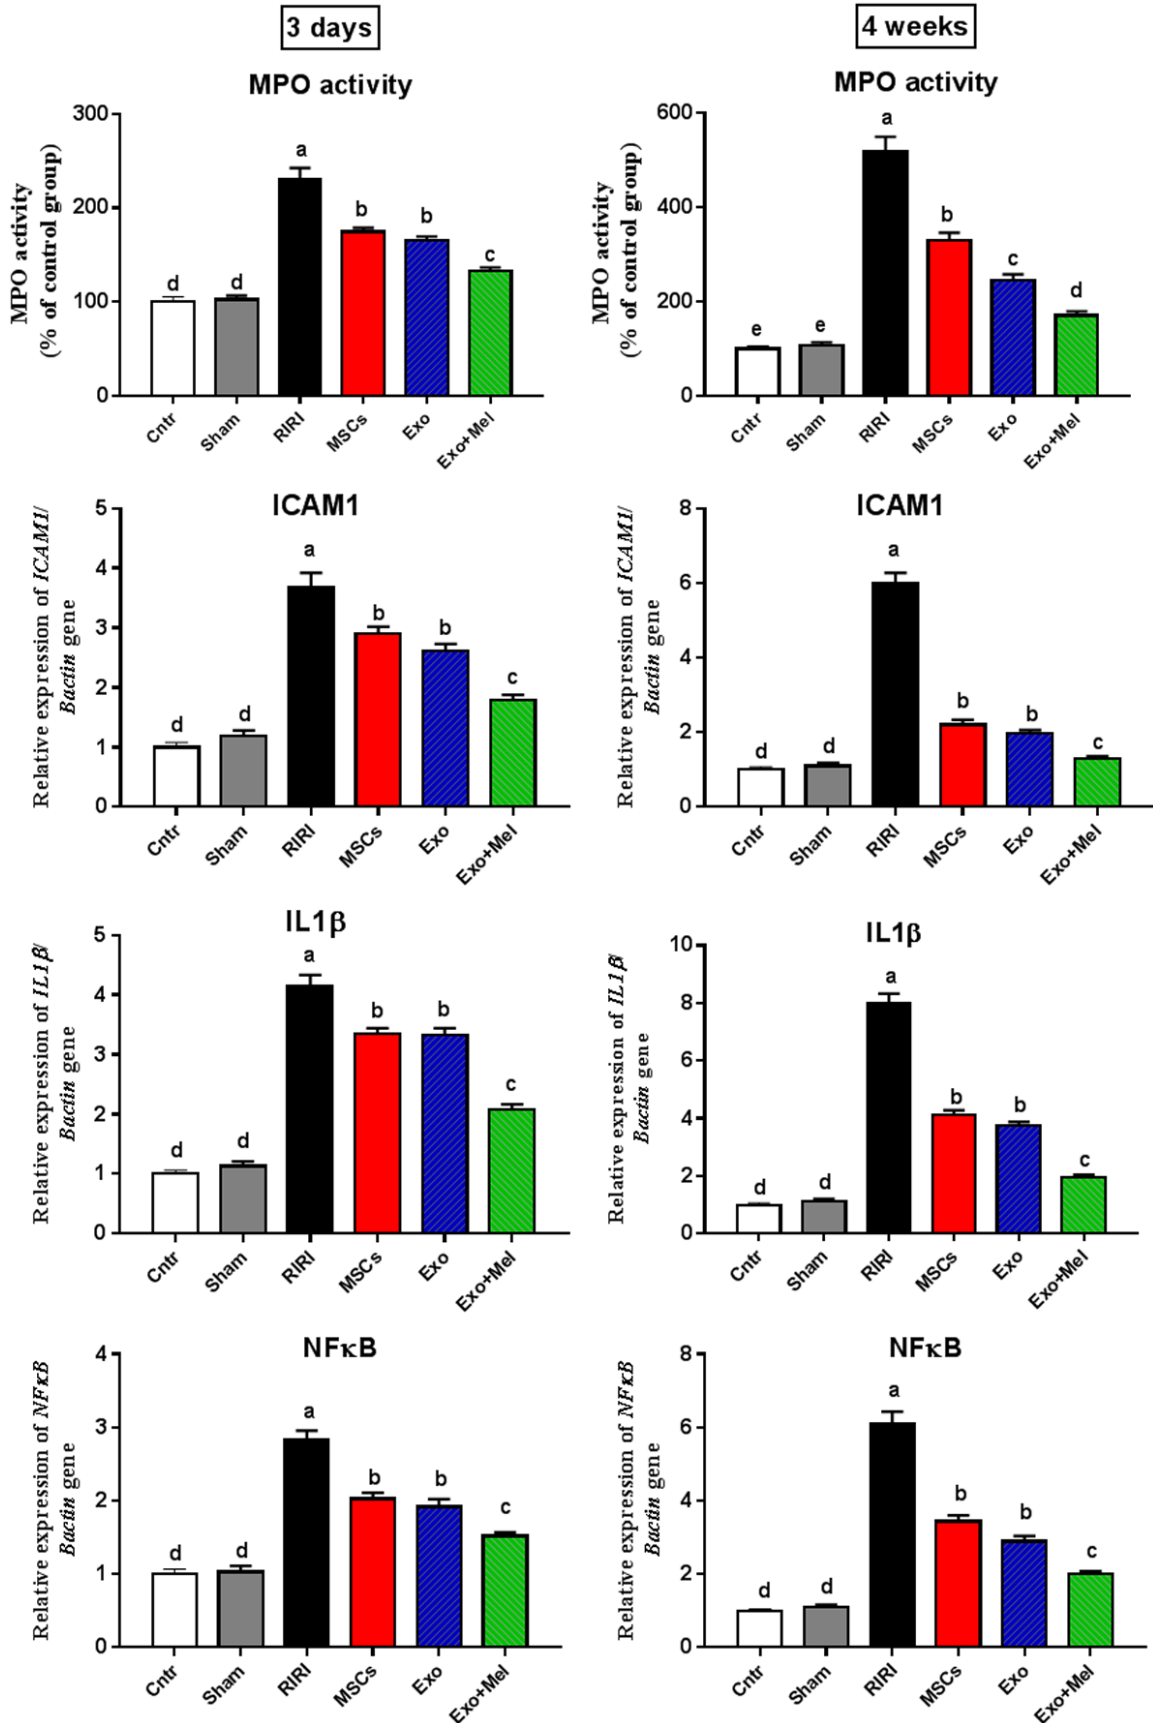 3 days
4 weeks
MPO activity
MPO activity
(% of control group)
300
200
100
0
d
d
a
b
b
c
Cntr
Sham
RIRI
MSCs
Exo
Exo+Mel
MPO activity
MPO activity
(% of control group)
600
400
200
0
e
e
a
b
c
d
Cntr
Sham
RIRI
MSCs
Exo
Exo+Mel
ICAM1
Relative expression of ICAM1/
Bactin gene
5
4
3
2
1
0
d
d
a
b
b
c
Cntr
Sham
RIRI
MSCs
Exo
Exo+Mel
ICAM1
Relative expression of ICAM1/
Bactin gene
8
6
4
2
0
d
d
a
b
b
c
Cntr
Sham
RIRI
MSCs
Exo
Exo+Mel
IL1β
Relative expression of IL1β/
Bactin gene
5
4
3
2
1
0
d
d
a
b
b
c
Cntr
Sham
RIRI
MSCs
Exo
Exo+Mel
IL1β
Relative expression of IL1β/
Bactin gene
10
8
6
4
2
0
d
d
a
b
b
c
Cntr
Sham
RIRI
MSCs
Exo
Exo+Mel
NFκB
Relative expression of NFκB
Bactin gene
4
3
2
1
0
d
d
a
b
b
c
Cntr
Sham
RIRI
MSCs
Exo
Exo+Mel
NFκB
Relative expression of NFκB
Bactin gene
8
6
4
2
0
d
d
a
b
b
c
Cntr
Sham
RIRI
MSCs
Exo
Exo+Mel